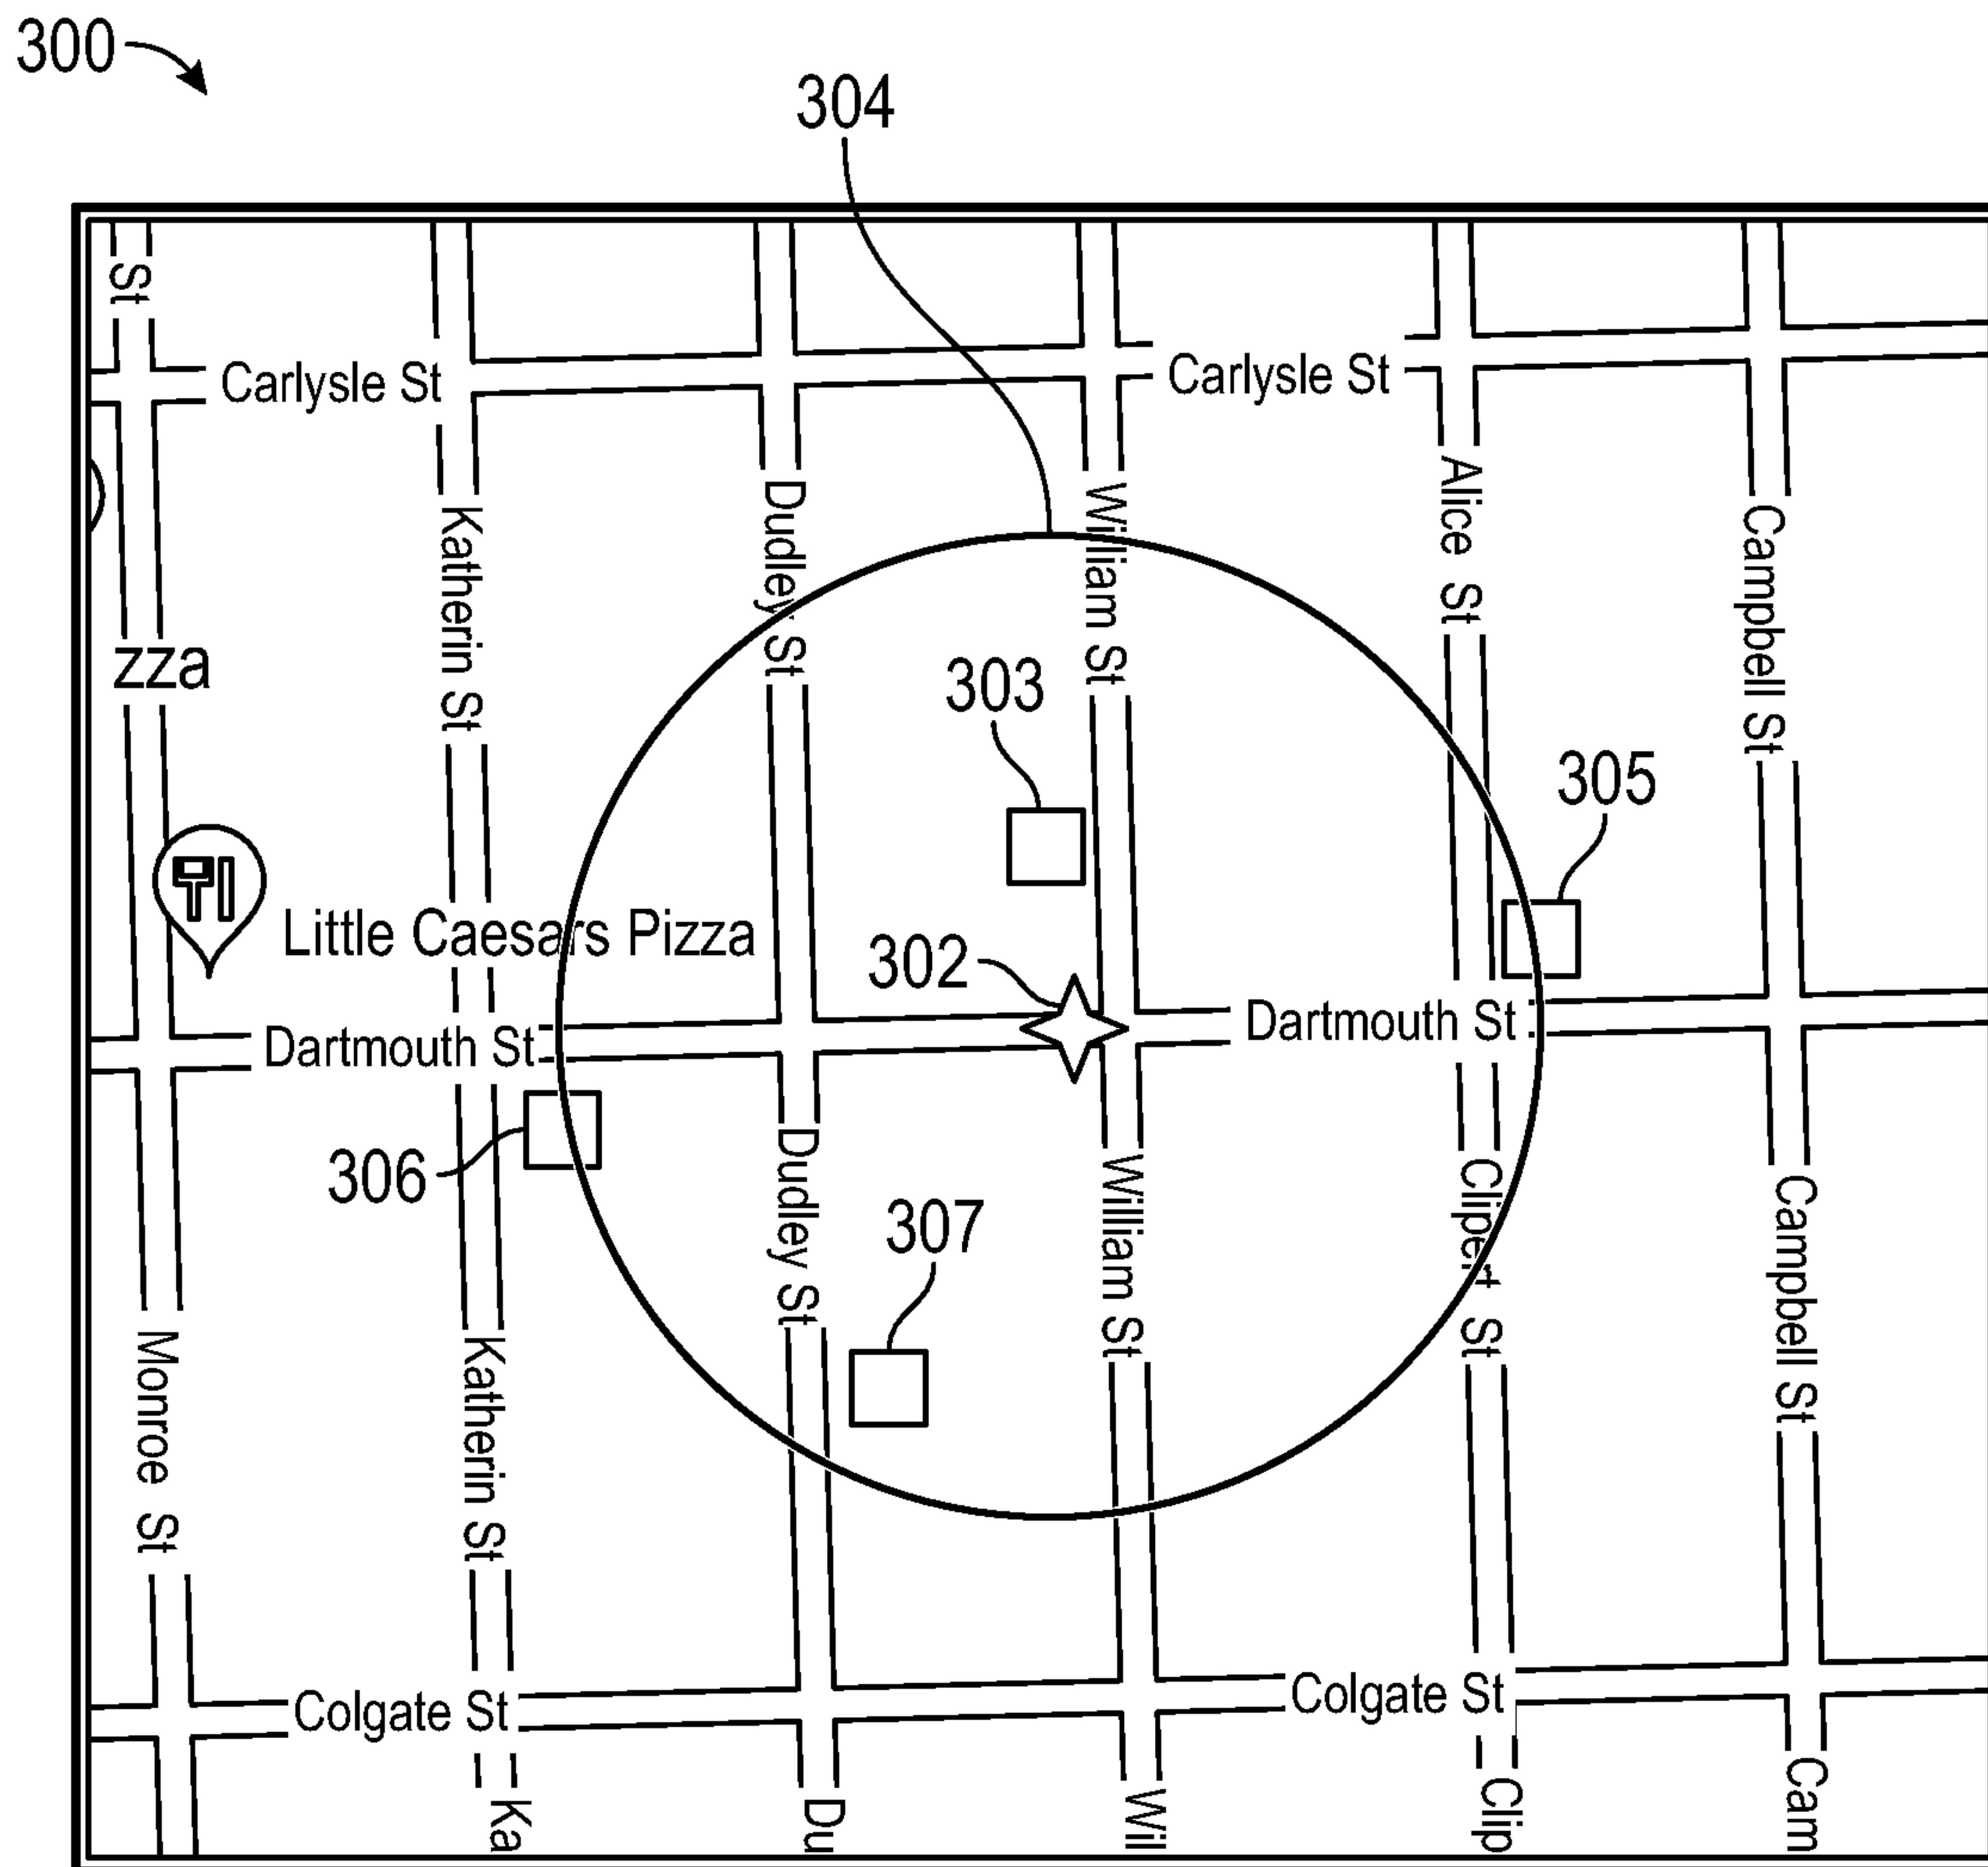 300
304
St
Carlysle St
Carlysle St
Katherin St
Dudley St
William St
Alice St
Campbell St
zza
303
305
Little Caesars Pizza
302
Dartmouth St
Dartmouth St
306
307
Monroe St
Katherin St
Dudley St
William St
Clipert St
Campbell St
Colgate St
Colgate St
Ka
Du
Wil
Clip
Cam